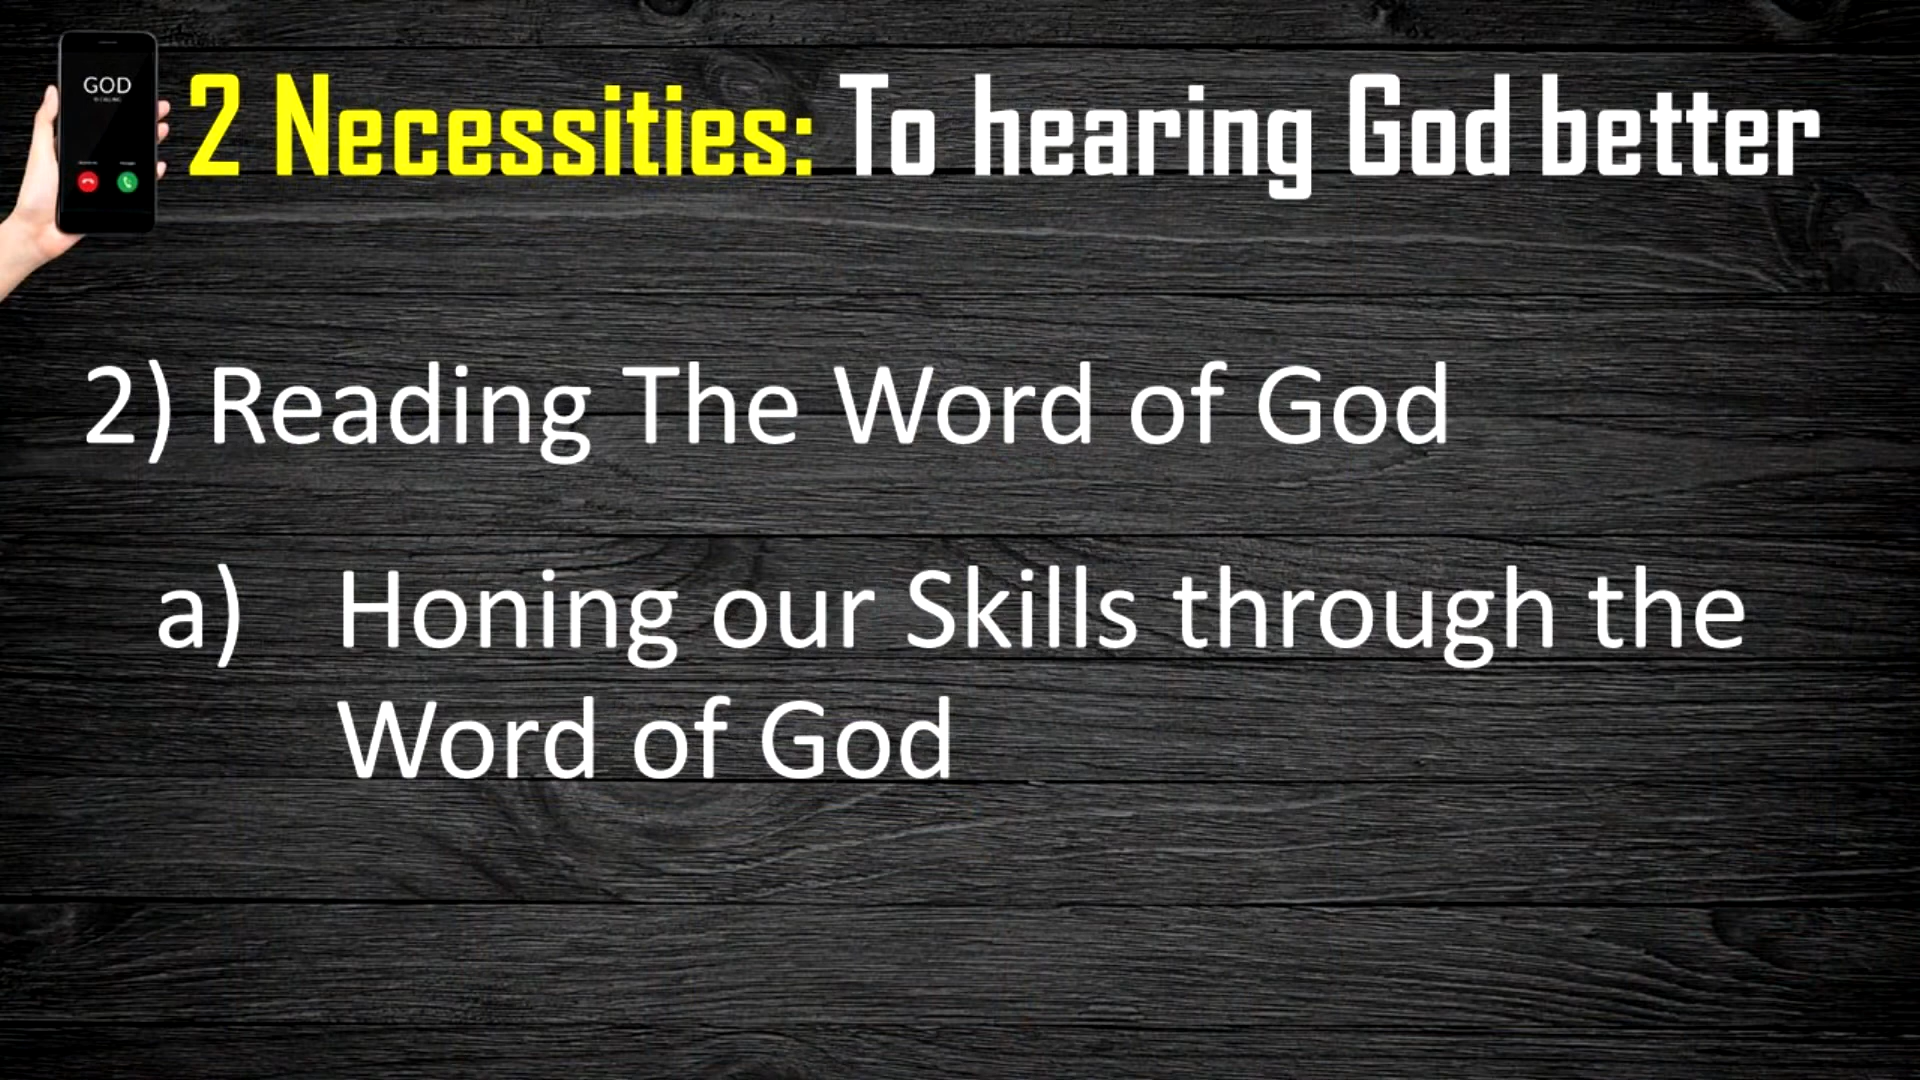 GOD
2 Necessities: To hearing God better
2) Reading The Word of God
a) Honing our Skills through the
Word of God